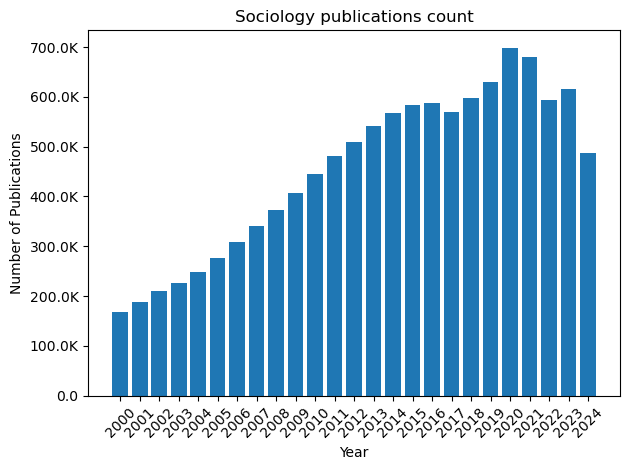 Sociology publications count
Number of Publications
700.0K
600.0K
500.0K
400.0K
300.0K
200.0K
100.0K
0.0
2000 2001 2002 2003 2004 2005 2006 2007 2008 2009 2010 2011 2012 2013 2014 2015 2016 2017 2018 2019 2020 2021 2022 2023 2024
Year